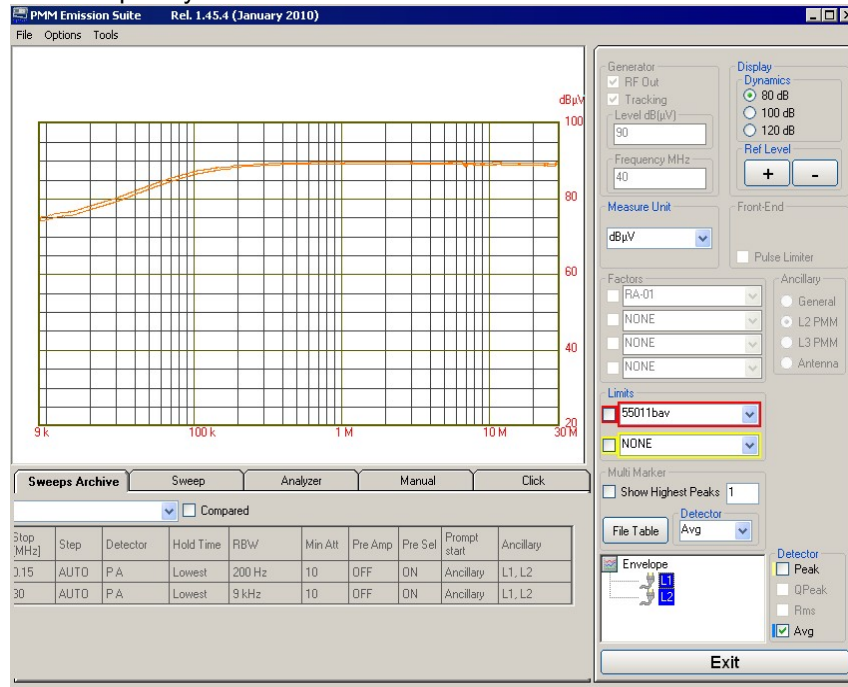 PMM Emission Suite Rel. 1.45.4 (January 2010)
File Options Tools
dBµV
100
80
60
40
20
9 k 100 k 1 M 10 M 30 M
Generator
RF Out
Tracking
Level dB(µV)
90
Frequency MHz
40
Display
Dynamics
80 dB
100 dB
120 dB
Ref Level
+ -
Measure Unit
dBµV
Front-End
Pulse Limiter
Factors
RA-01
NONE
NONE
NONE
Ancillary
General
L2 PMM
L3 PMM
Antenna
Limits
55011bav
NONE
Multi Marker
Show Highest Peaks 1
File Table
Detector
Avg
Envelope
L1
L2
Detector
Peak
QPeak
Rms
Avg
Exit
Sweeps Archive Sweep Analyzer Manual Click
Compared
Stop [MHz] Step Detector Hold Time RBW Min Att Pre Amp Pre Sel Prompt start Ancillary
0.15 AUTO P A Lowest 200 Hz 10 OFF ON Ancillary L1, L2
30 AUTO P A Lowest 9 kHz 10 OFF ON Ancillary L1, L2